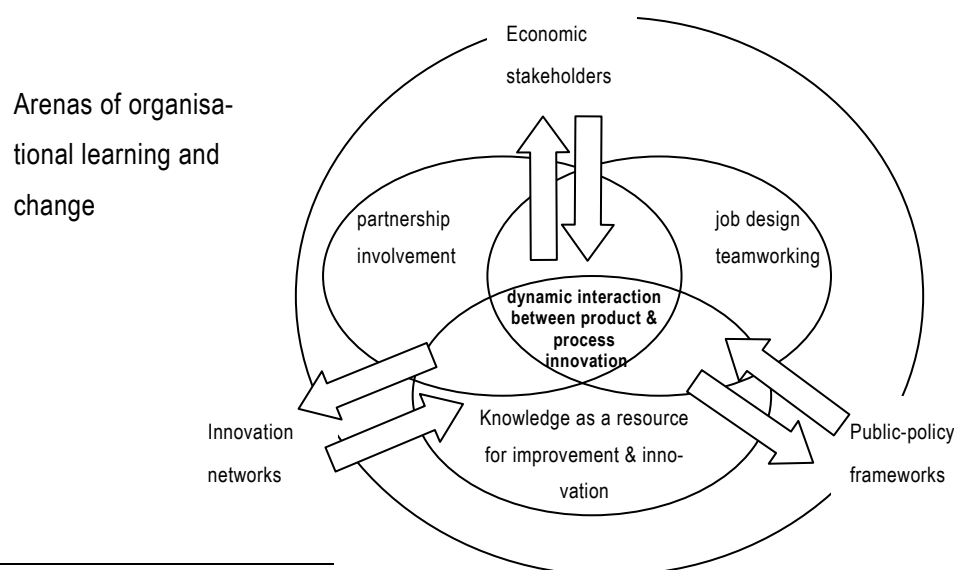 Economic
stakeholders
Arenas of organisa-
tional learning and
change
partnership
involvement
job design
teamworking
dynamic interaction
between product &
process
innovation
Knowledge as a resource
for improvement & inno-
vation
Innovation
networks
Public-policy
frameworks